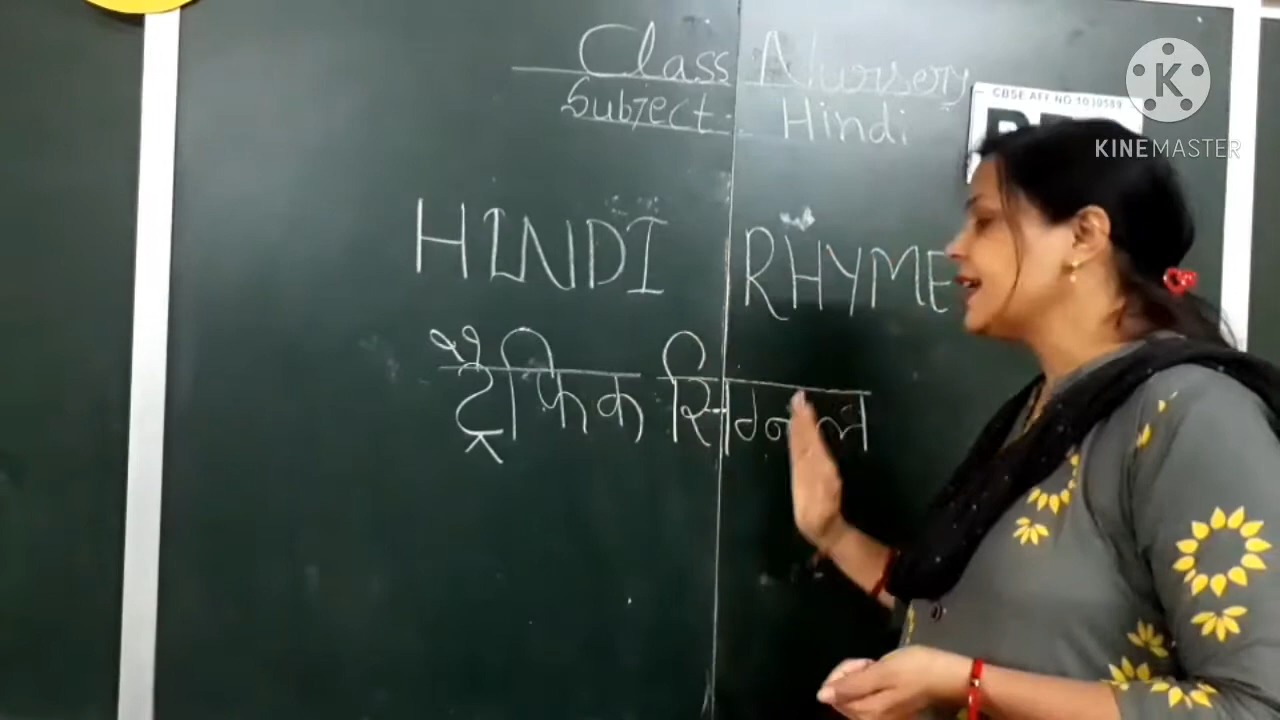 Class Nursery
Subject - Hindi
CBSE AFF NO 1030589
KINEMASTER
HINDI RHYME
ट्रैफिक सिग्नल